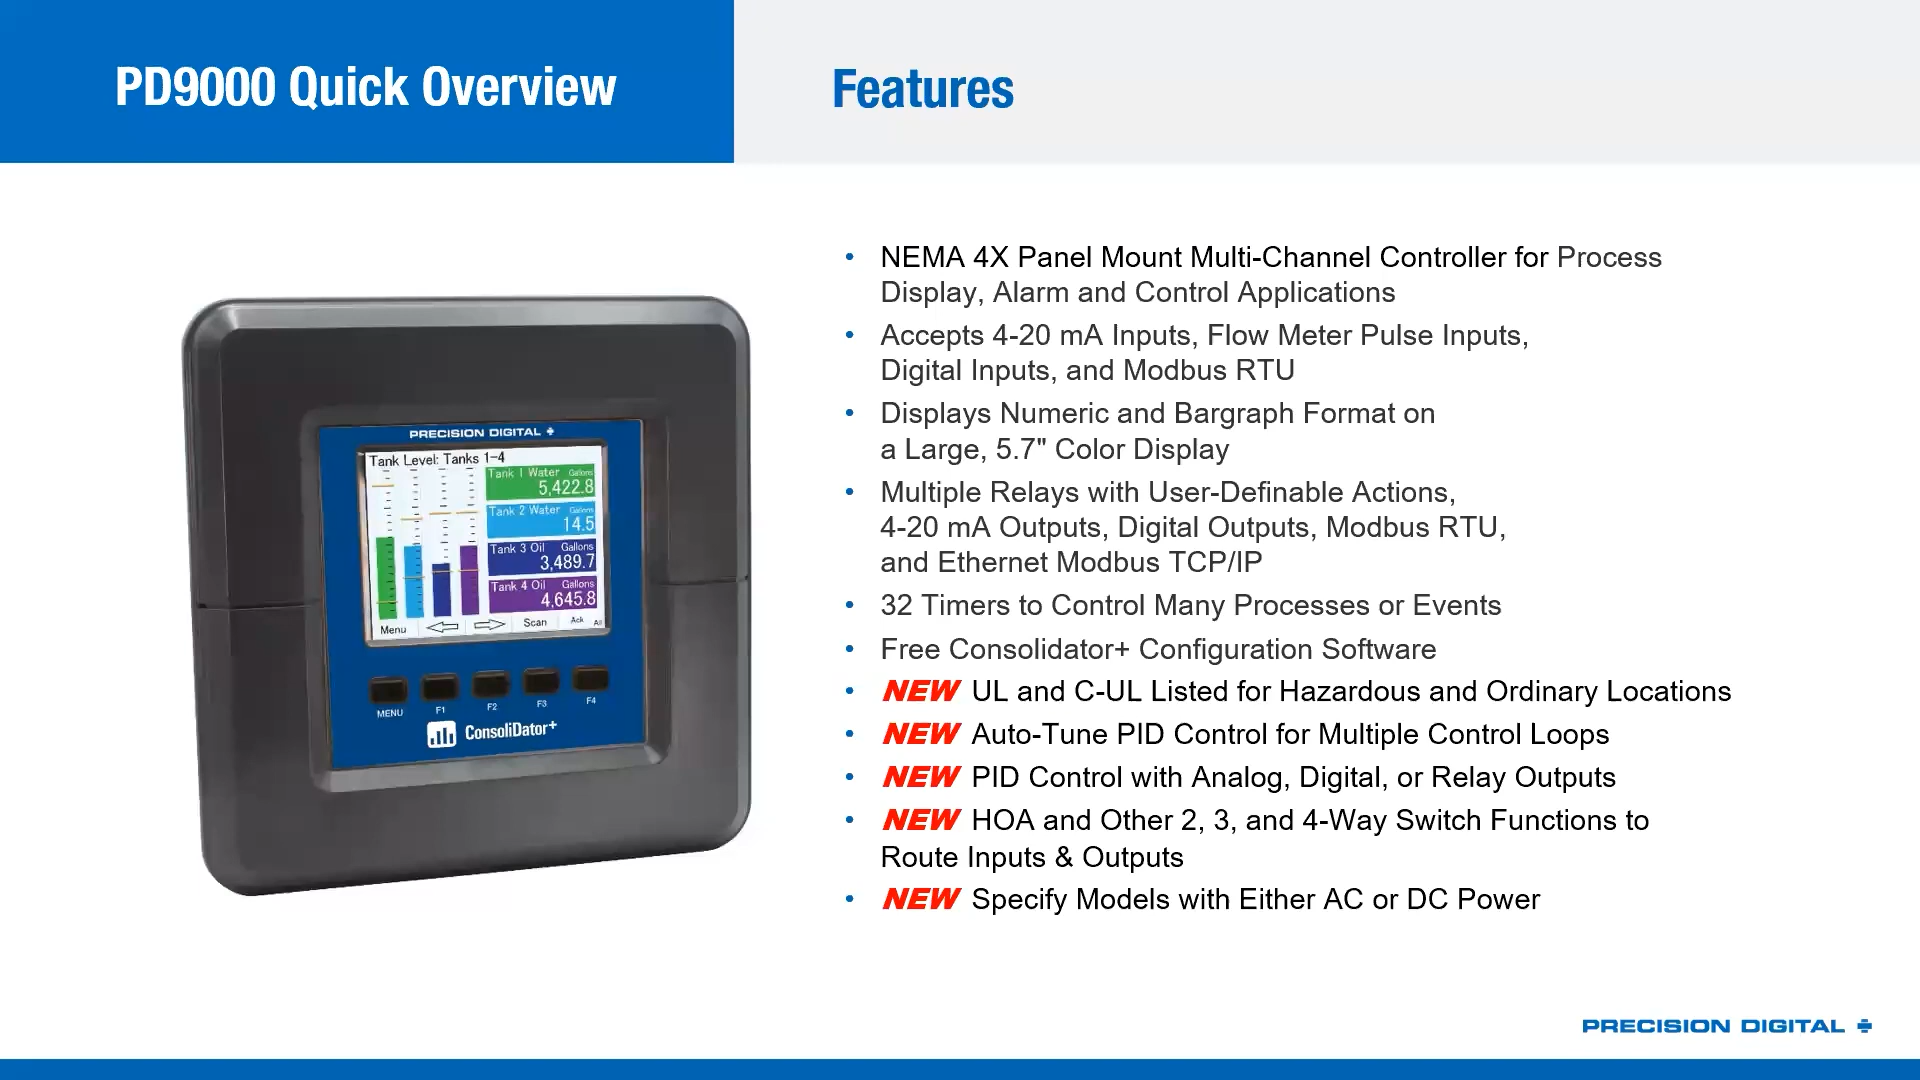 PD9000 Quick Overview
Features
PRECISION DIGITAL
Tank Level: Tanks 1-4
Tank 1 Water Gallons
5,422.8
Tank 2 Water Gallons
14.5
Tank 3 Oil Gallons
3,489.7
Tank 4 Oil Gallons
4,645.8
Menu Scan Ack All
MENU F1 F2 F3 F4
ConsoliDator+
• NEMA 4X Panel Mount Multi-Channel Controller for Process
Display, Alarm and Control Applications
• Accepts 4-20 mA Inputs, Flow Meter Pulse Inputs,
Digital Inputs, and Modbus RTU
• Displays Numeric and Bargraph Format on
a Large, 5.7" Color Display
• Multiple Relays with User-Definable Actions,
4-20 mA Outputs, Digital Outputs, Modbus RTU,
and Ethernet Modbus TCP/IP
• 32 Timers to Control Many Processes or Events
• Free Consolidator+ Configuration Software
• NEW UL and C-UL Listed for Hazardous and Ordinary Locations
• NEW Auto-Tune PID Control for Multiple Control Loops
• NEW PID Control with Analog, Digital, or Relay Outputs
• NEW HOA and Other 2, 3, and 4-Way Switch Functions to
Route Inputs & Outputs
• NEW Specify Models with Either AC or DC Power
PRECISION DIGITAL